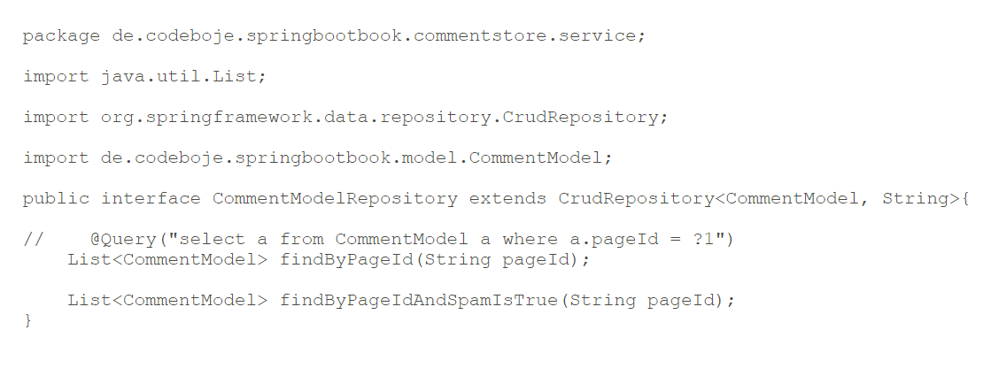 package de.codeboje.springbootbook.commentstore.service;
import java.util.List;
import org.springframework.data.repository.CrudRepository;
import de.codeboje.springbootbook.model.CommentModel;
public interface CommentModelRepository extends CrudRepository<CommentModel, String>{
//    @Query("select a from CommentModel a where a.pageId = ?1")
    List<CommentModel> findByPageId(String pageId);
    List<CommentModel> findByPageIdAndSpamIsTrue(String pageId);
}